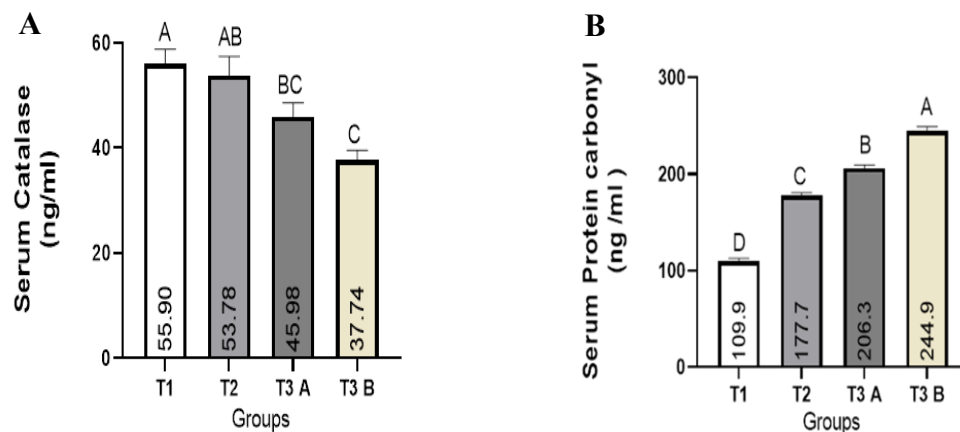 A
Serum Catalase
(ng/ml)
60
40
20
0
A
AB
BC
C
55.90
53.78
45.98
37.74
T1 T2 T3 A T3 B
Groups
B
Serum Protein carbonyl
(ng /ml)
300
200
100
0
D
C
B
A
109.9
177.7
206.3
244.9
T1 T2 T3 A T3 B
Groups